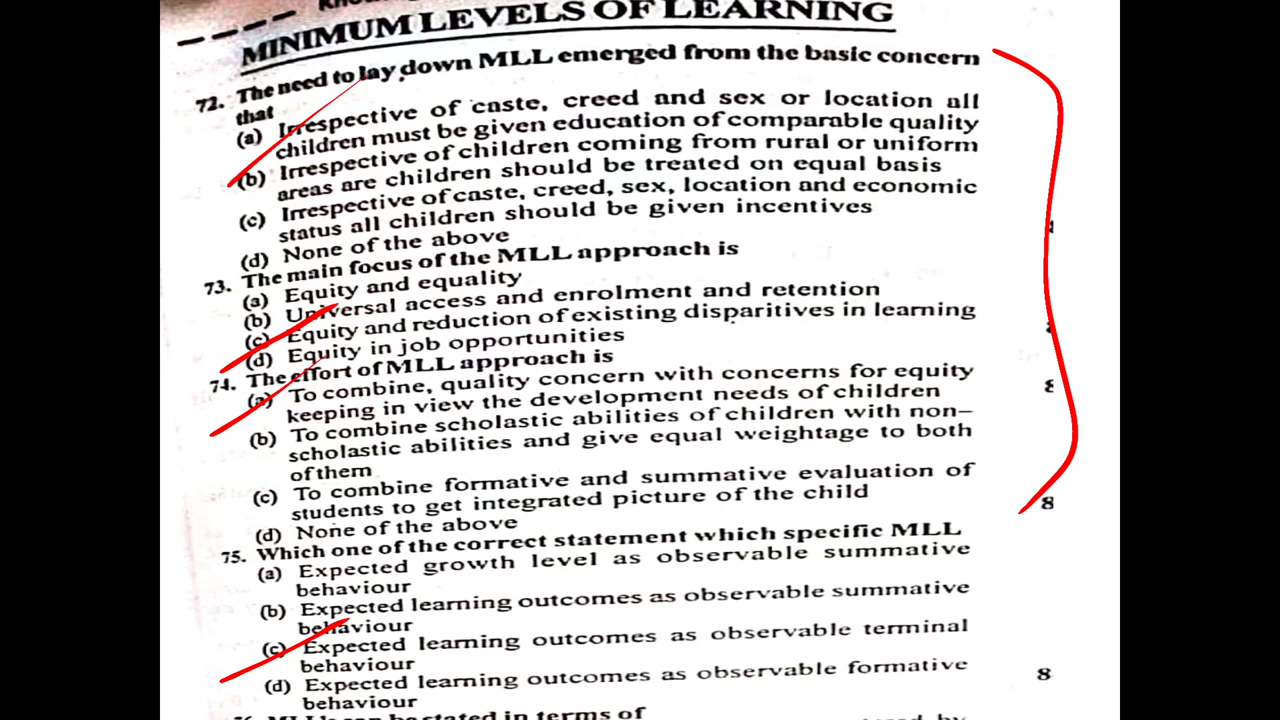 MINIMUM LEVELS OF LEARNING
72. The need to lay down MLL emerged from the basic concern
that
(a) Irrespective of caste, creed and sex or location all
children must be given education of comparable quality
(b) Irrespective of children coming from rural or uniform
areas are children should be treated on equal basis
(c) Irrespective of caste, creed, sex, location and economic
status all children should be given incentives
(d) None of the above
73. The main focus of the MLL approach is
(a) Equity and equality
(b) Universal access and enrolment and retention
(c) Equity and reduction of existing disparitives in learning
(d) Equity in job opportunities
74. The effort of MLL approach is
(a) To combine, quality concern with concerns for equity
keeping in view the development needs of children
(b) To combine scholastic abilities of children with non-
scholastic abilities and give equal weightage to both
of them
(c) To combine formative and summative evaluation of
students to get integrated picture of the child
(d) None of the above
75. Which one of the correct statement which specific MLL
(a) Expected growth level as observable summative
behaviour
(b) Expected learning outcomes as observable summative
behaviour
(c) Expected learning outcomes as observable terminal
behaviour
(d) Expected learning outcomes as observable formative
behaviour
76. MLL's can be stated in terms of
8
8